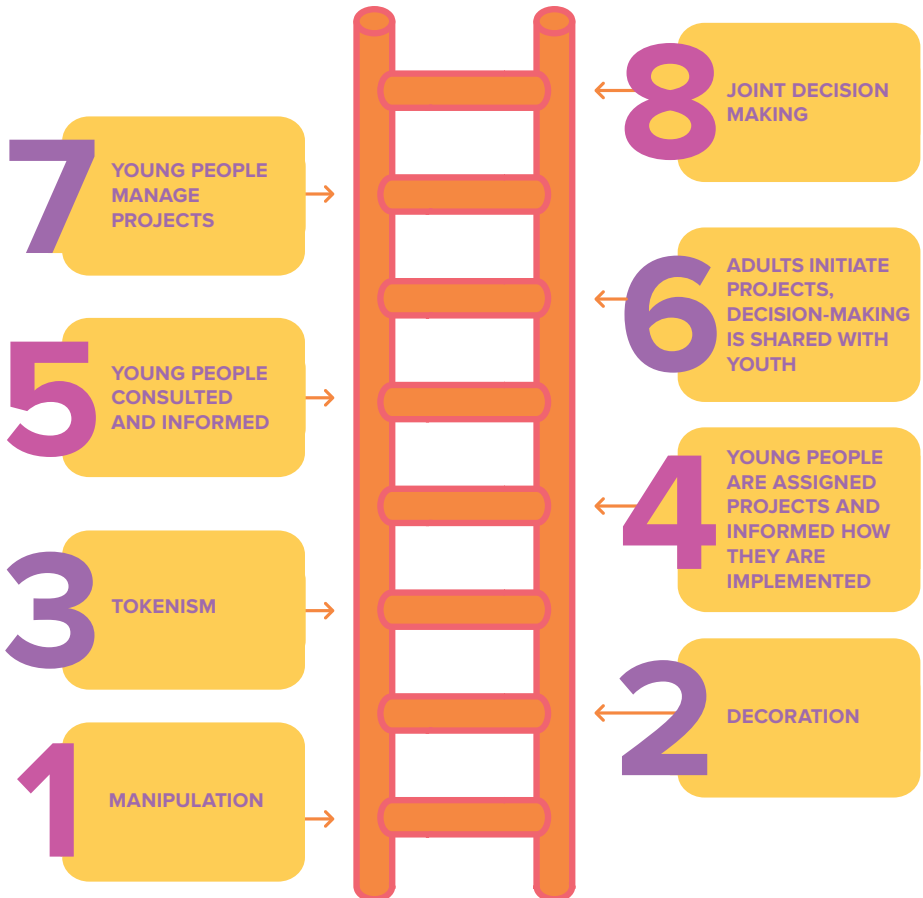 8
JOINT DECISION
MAKING
7
YOUNG PEOPLE
MANAGE
PROJECTS
6
ADULTS INITIATE
PROJECTS,
DECISION-MAKING
IS SHARED WITH
YOUTH
5
YOUNG PEOPLE
CONSULTED
AND INFORMED
4
YOUNG PEOPLE
ARE ASSIGNED
PROJECTS AND
INFORMED HOW
THEY ARE
IMPLEMENTED
3
TOKENISM
2
DECORATION
1
MANIPULATION